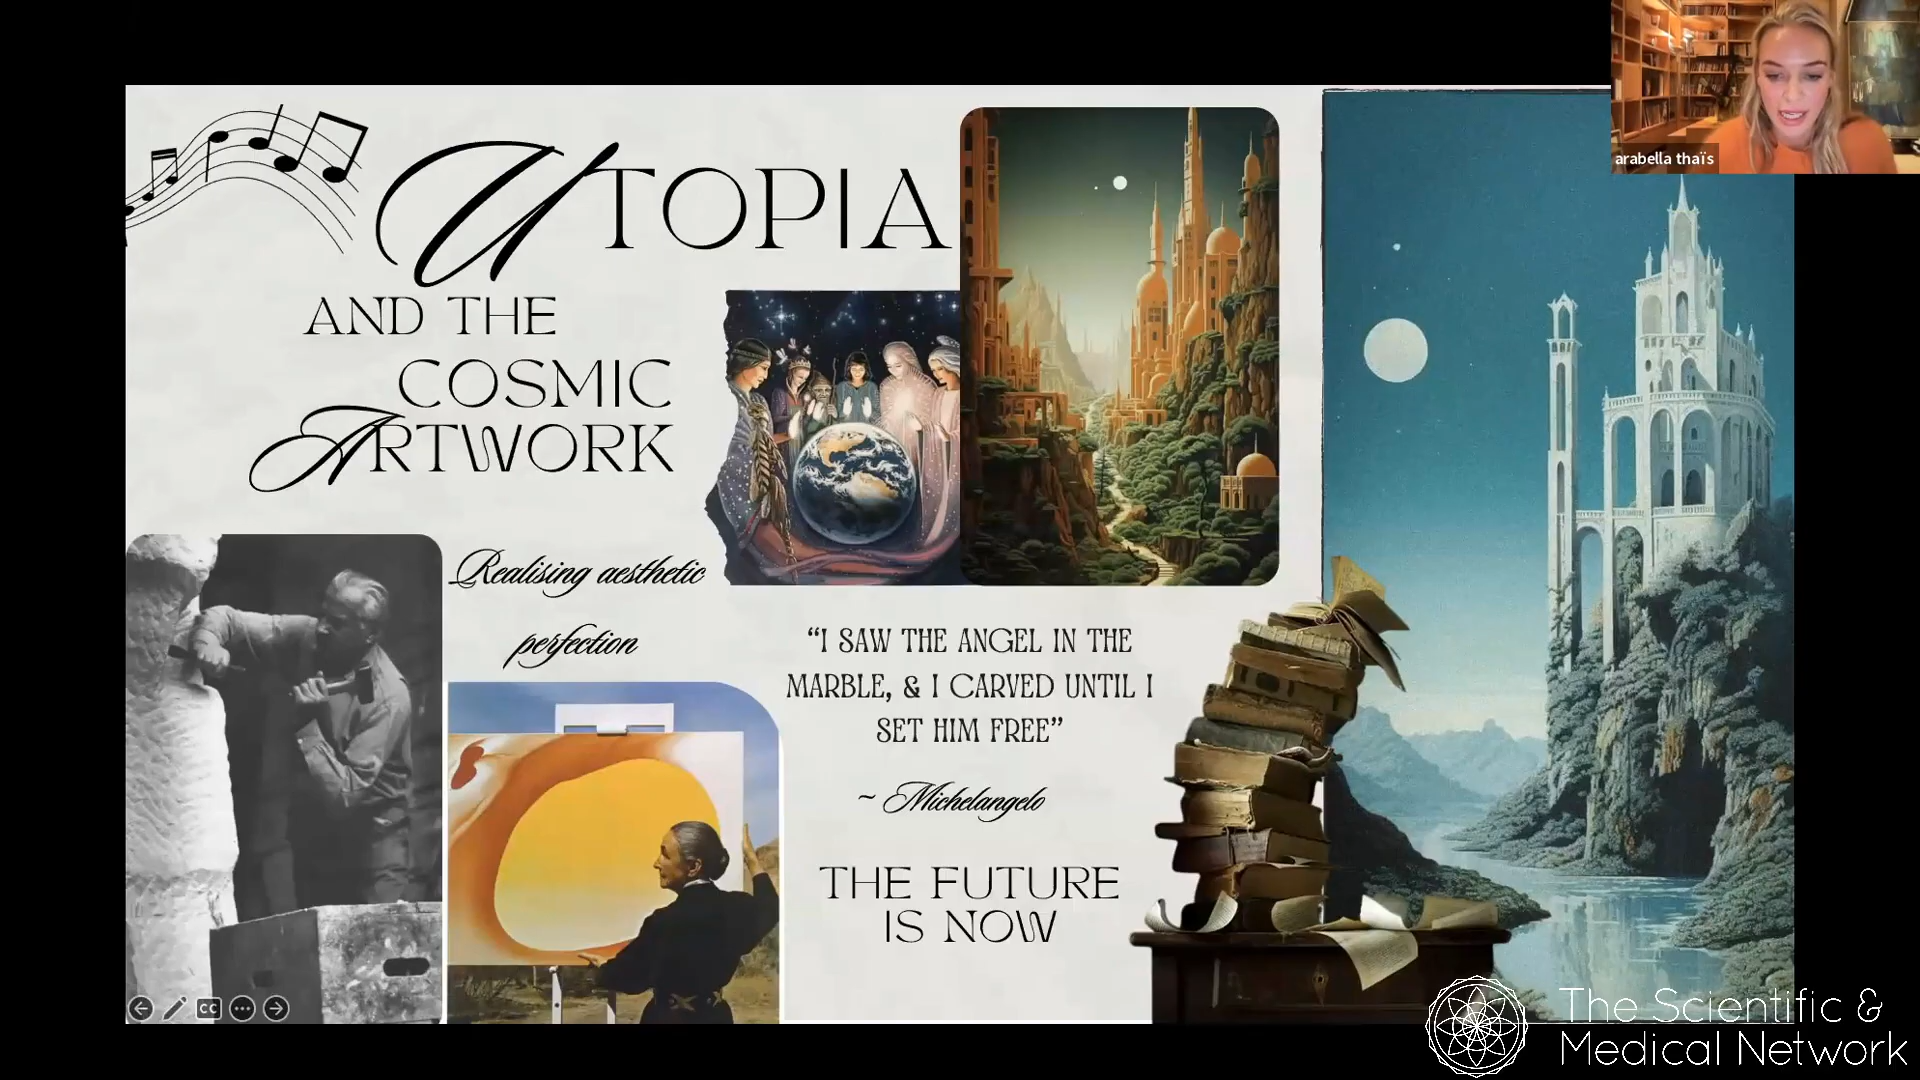 arabella thaïs
UTOPIA
AND THE
COSMIC
ARTWORK
Realising aesthetic
perfection
“I SAW THE ANGEL IN THE
MARBLE, & I CARVED UNTIL I
SET HIM FREE”
~ Michelangelo
THE FUTURE
IS NOW
CC
The Scientific &
Medical Network